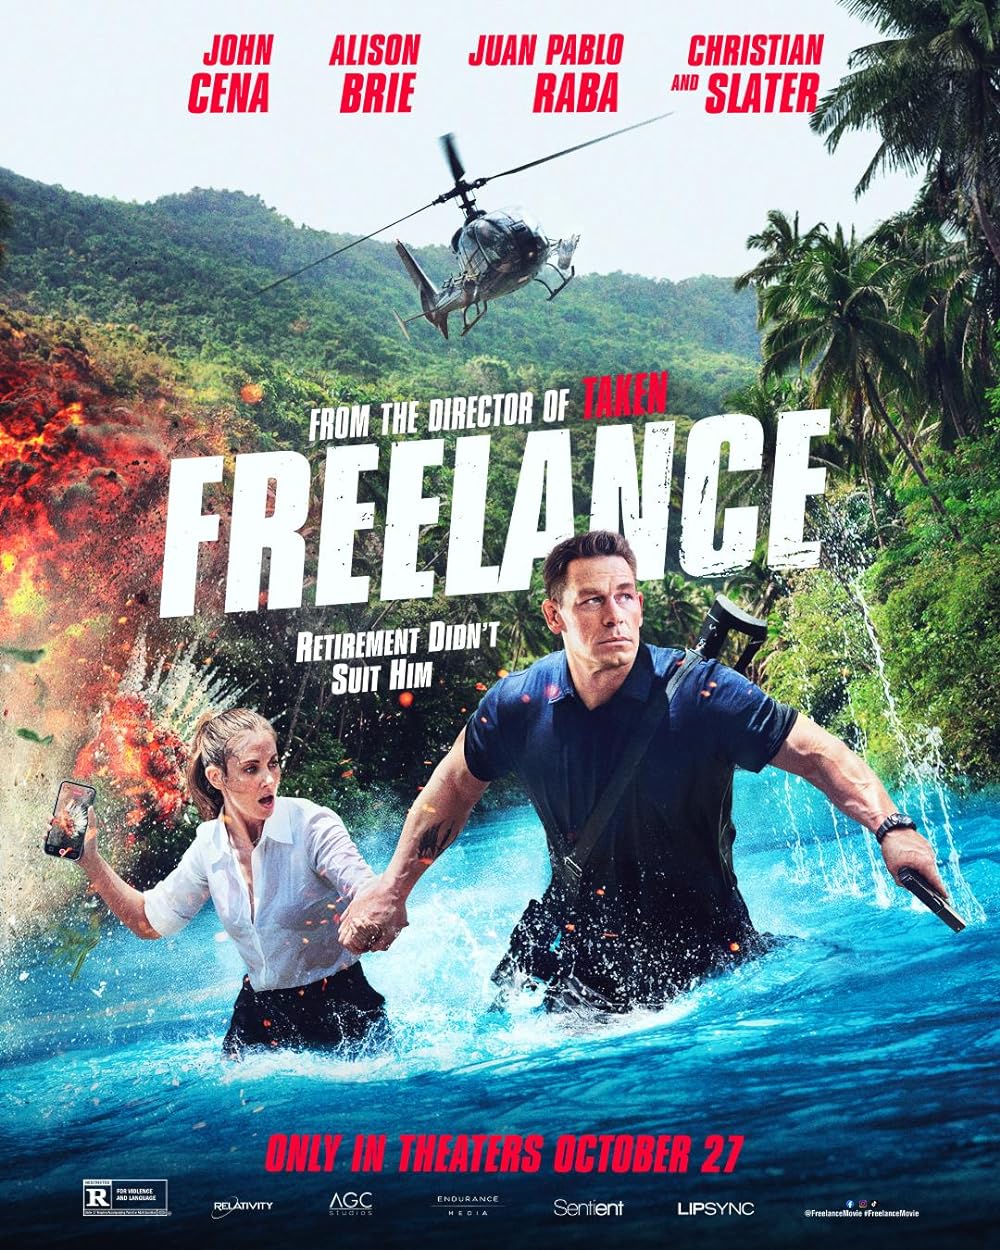 JOHN CENA
ALISON BRIE
JUAN PABLO RABA
CHRISTIAN AND SLATER
FROM THE DIRECTOR OF TAKEN
FREELANCE
RETIREMENT DIDN'T
SUIT HIM
ONLY IN THEATERS OCTOBER 27
RESTRICTED
R
FOR VIOLENCE
AND LANGUAGE
RELATIVITY
AGC
studios
ENDURANCE
MEDIA
Sentient
LIPSYNC
@FreelanceMovie #FreelanceMovie